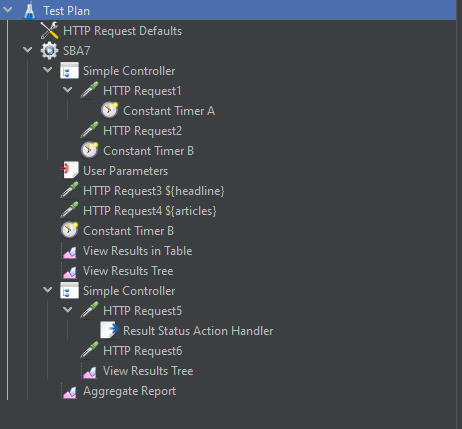 Test Plan
HTTP Request Defaults
SBA7
Simple Controller
HTTP Request1
Constant Timer A
HTTP Request2
Constant Timer B
User Parameters
HTTP Request3 ${headline}
HTTP Request4 ${articles}
Constant Timer B
View Results in Table
View Results Tree
Simple Controller
HTTP Request5
Result Status Action Handler
HTTP Request6
View Results Tree
Aggregate Report